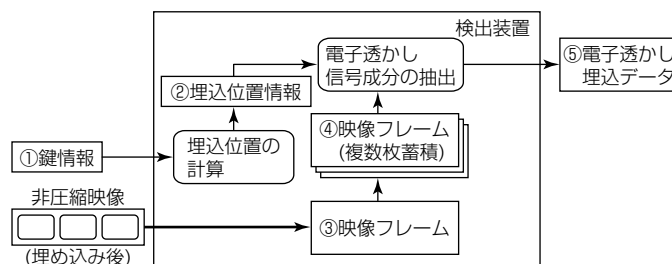 検出装置
電子透かし
信号成分の抽出
⑤電子透かし
埋込データ
②埋込位置情報
④映像フレーム
(複数枚蓄積)
埋込位置の
計算
①鍵情報
非圧縮映像
③映像フレーム
(埋め込み後)